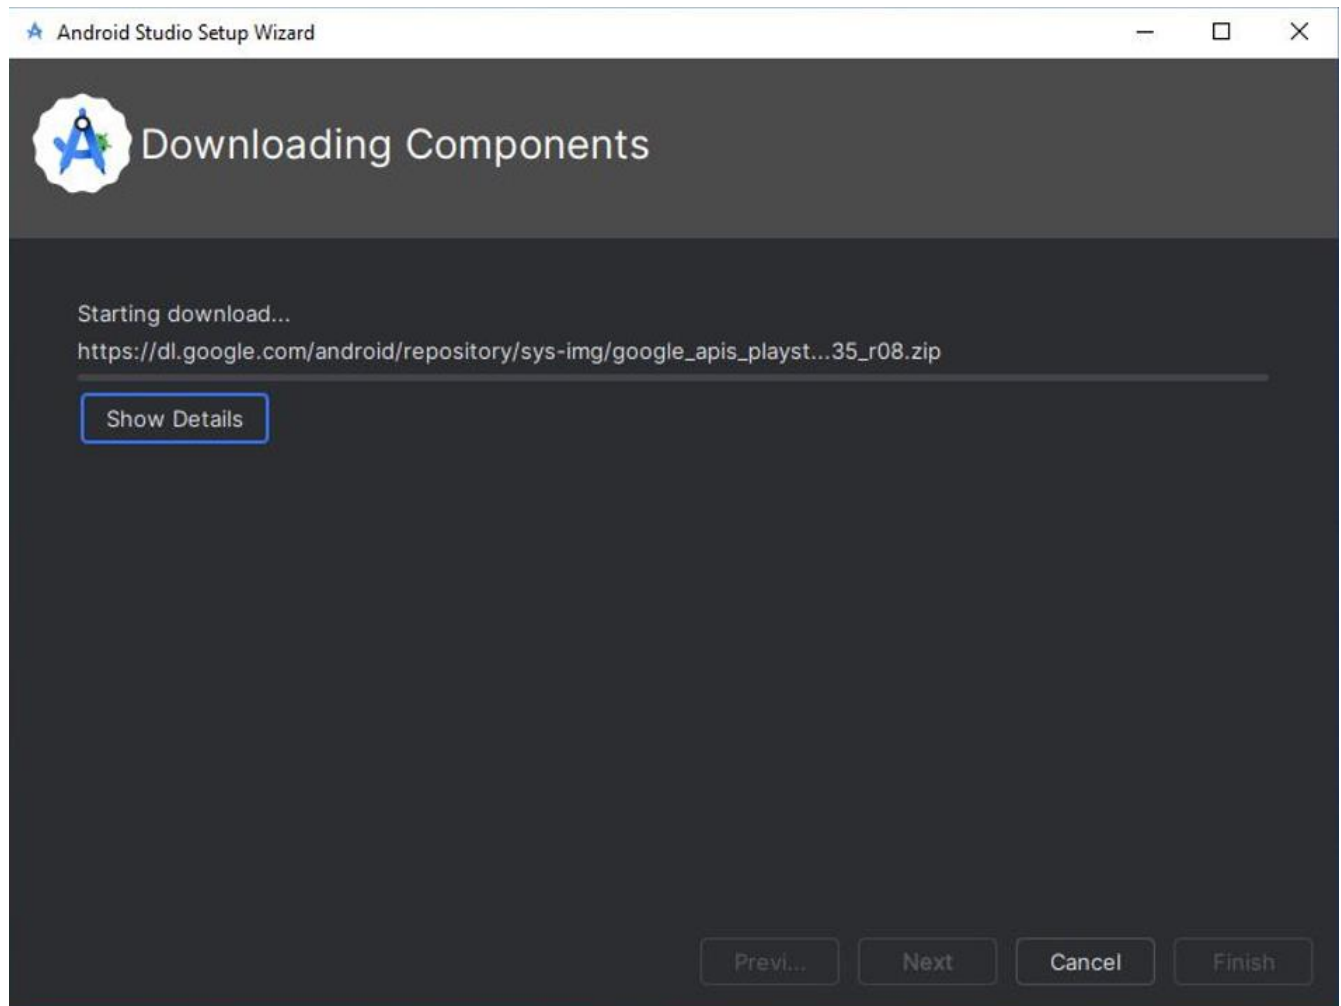 Android Studio Setup Wizard
Downloading Components
Starting download...
https://dl.google.com/android/repository/sys-img/google_apis_playst...35_r08.zip
Show Details
Previ...
Next
Cancel
Finish